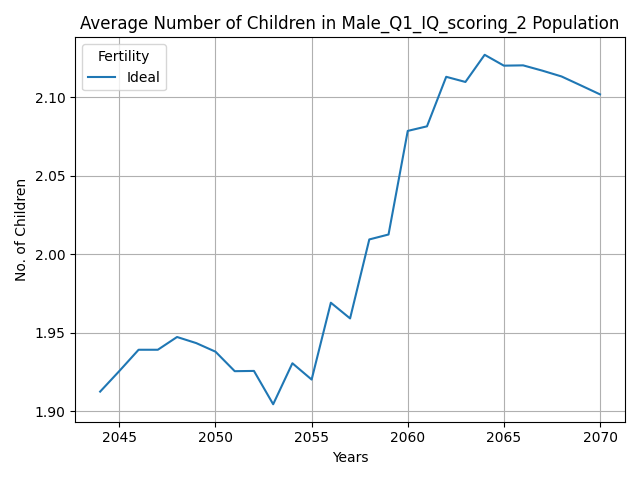 Average Number of Children in Male_Q1_IQ_scoring_2 Population
Fertility
Ideal
No. of Children
2.10
2.05
2.00
1.95
1.90
2045 2050 2055 2060 2065 2070
Years